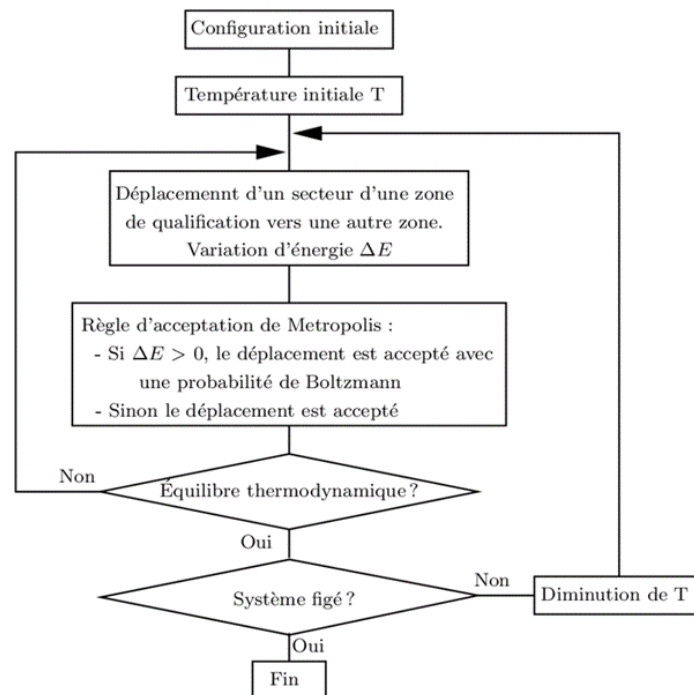 Configuration initiale
Température initiale T
Déplacemennt d'un secteur d'une zone
de qualification vers une autre zone.
Variation d'énergie ΔE
Règle d'acceptation de Metropolis :
- Si ΔE > 0, le déplacement est accepté avec
une probabilité de Boltzmann
- Sinon le déplacement est accepté
Non
Équilibre thermodynamique ?
Oui
Système figé ?
Non
Diminution de T
Oui
Fin